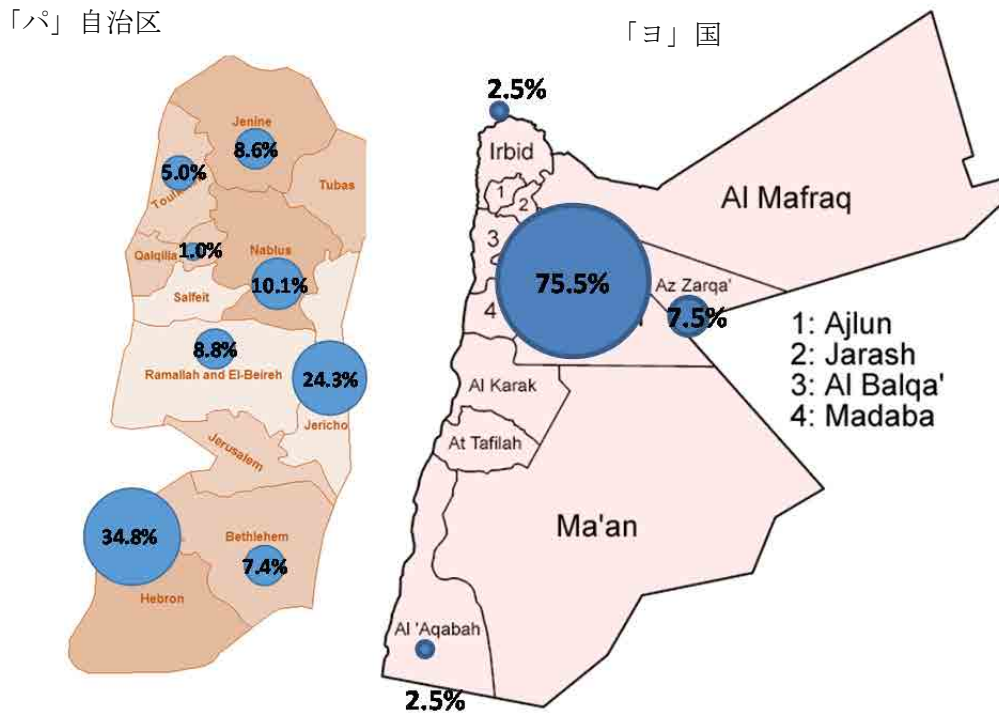 「パ」自治区
「ヨ」国
Jenine
8.6%
5.0%
Tubas
Qalqilia
1.0%
Nablus
10.1%
Salfeit
8.8%
Ramallah and El-Beireh
24.3%
Jericho
Jerusalem
34.8%
Bethlehem
7.4%
Hebron
2.5%
Irbid
1
2
Al Mafraq
3
75.5%
Az Zarqa'
4
7.5%
1: Ajlun
2: Jarash
3: Al Balqa'
4: Madaba
Al Karak
At Tafilah
Ma'an
Al 'Aqabah
2.5%